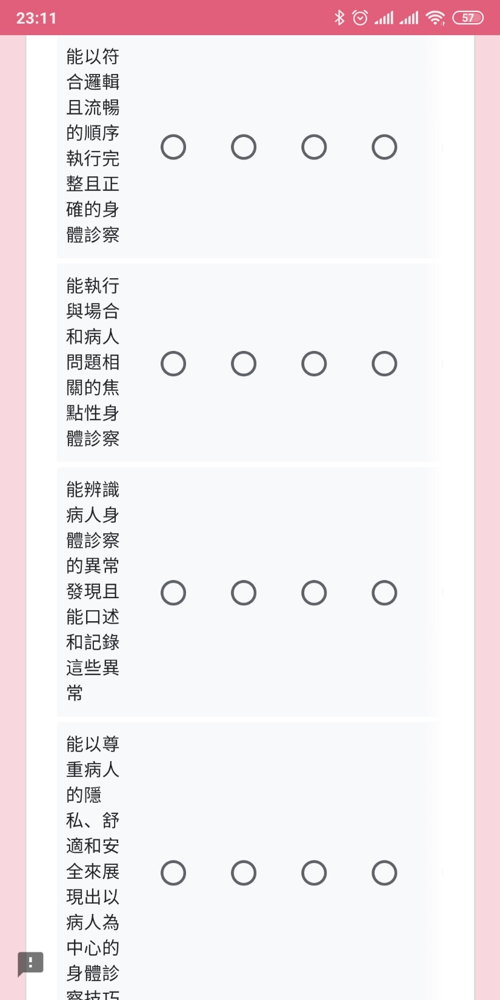 23:11
57
能以符
合邏輯
且流暢
的順序
執行完
整且正
確的身
體診察
能執行
與場合
和病人
問題相
關的焦
點性身
體診察
能辨識
病人身
體診察
的異常
發現且
能口述
和記錄
這些異
常
能以尊
重病人
的隱
私、舒
適和安
全來展
現出以
病人為
中心的
身體診
察技巧